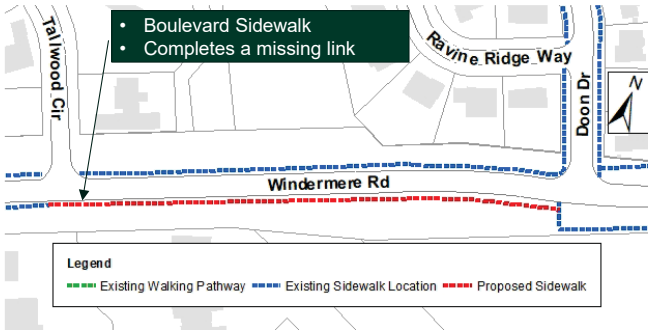 • Boulevard Sidewalk
• Completes a missing link
Tallwood Cir
Ravine Ridge Way
Doon Dr
N
Windermere Rd
Legend
Existing Walking Pathway Existing Sidewalk Location Proposed Sidewalk